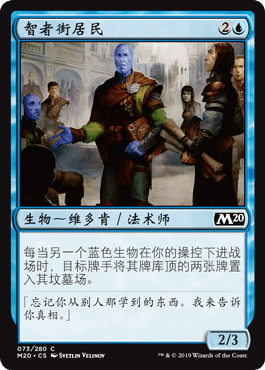 智者街居民 2
生物～维多肯／法术师 M20
每当另一个蓝色生物在你的操控下进战
场时，目标牌手将其牌库顶的两张牌置
入其坟墓场。
「忘记你从别人那学到的东西。我来告诉
你真相。」
2/3
073/280 C
M20 • CS SVETLIN VELINOV ™ & © 2019 Wizards of the Coast